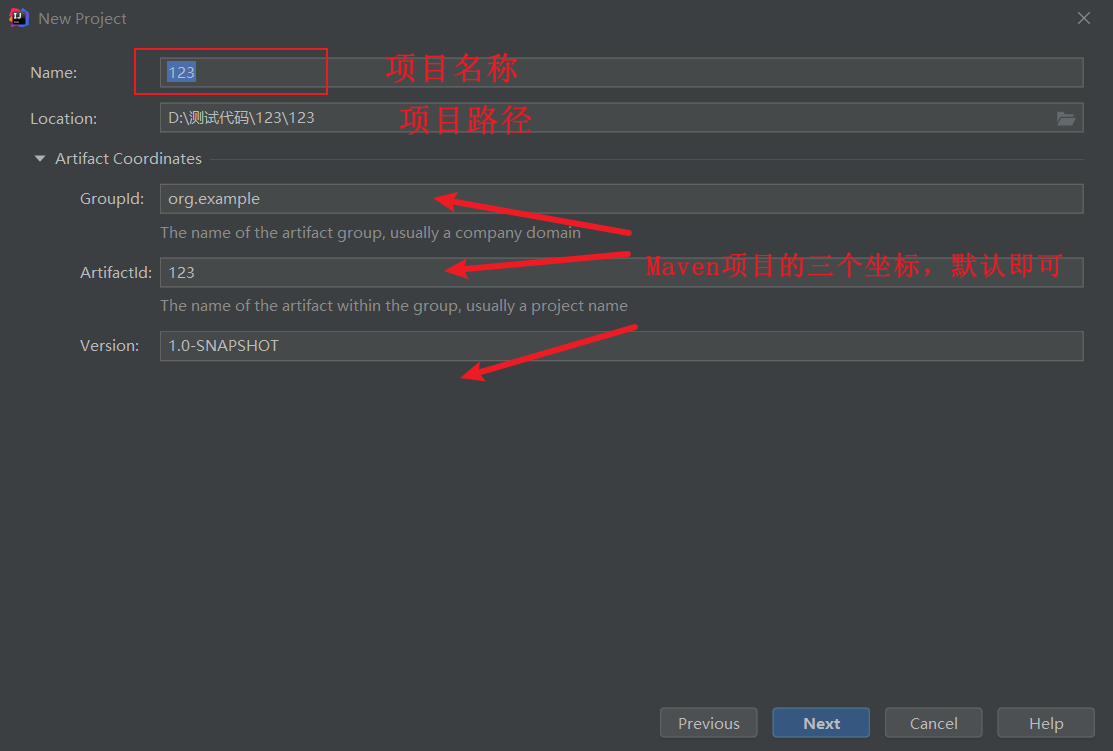 New Project
Name: 123 项目名称
Location: D:\测试代码\123\123 项目路径
Artifact Coordinates
GroupId: org.example
The name of the artifact group, usually a company domain
ArtifactId: 123 Maven项目的三个坐标，默认即可
The name of the artifact within the group, usually a project name
Version: 1.0-SNAPSHOT
Previous Next Cancel Help